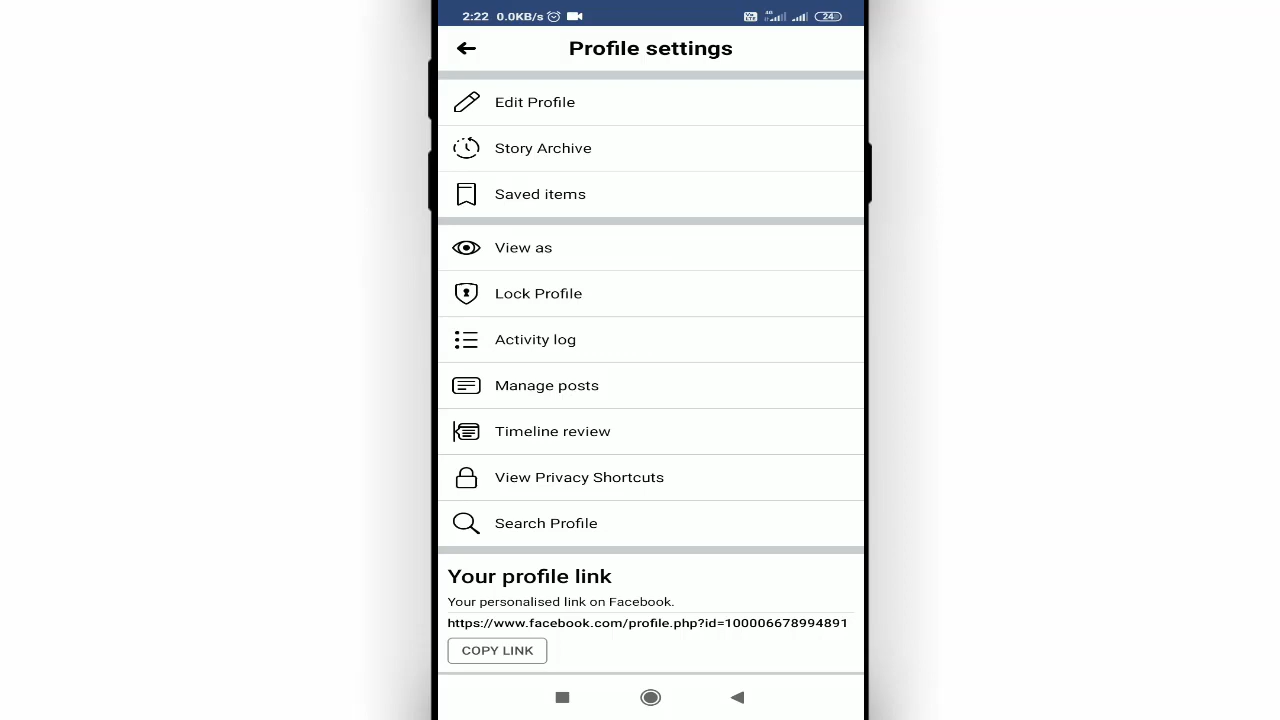 2:22 0.0KB/s 24
Profile settings
Edit Profile
Story Archive
Saved items
View as
Lock Profile
Activity log
Manage posts
Timeline review
View Privacy Shortcuts
Search Profile
Your profile link
Your personalised link on Facebook.
https://www.facebook.com/profile.php?id=100006678994891
COPY LINK